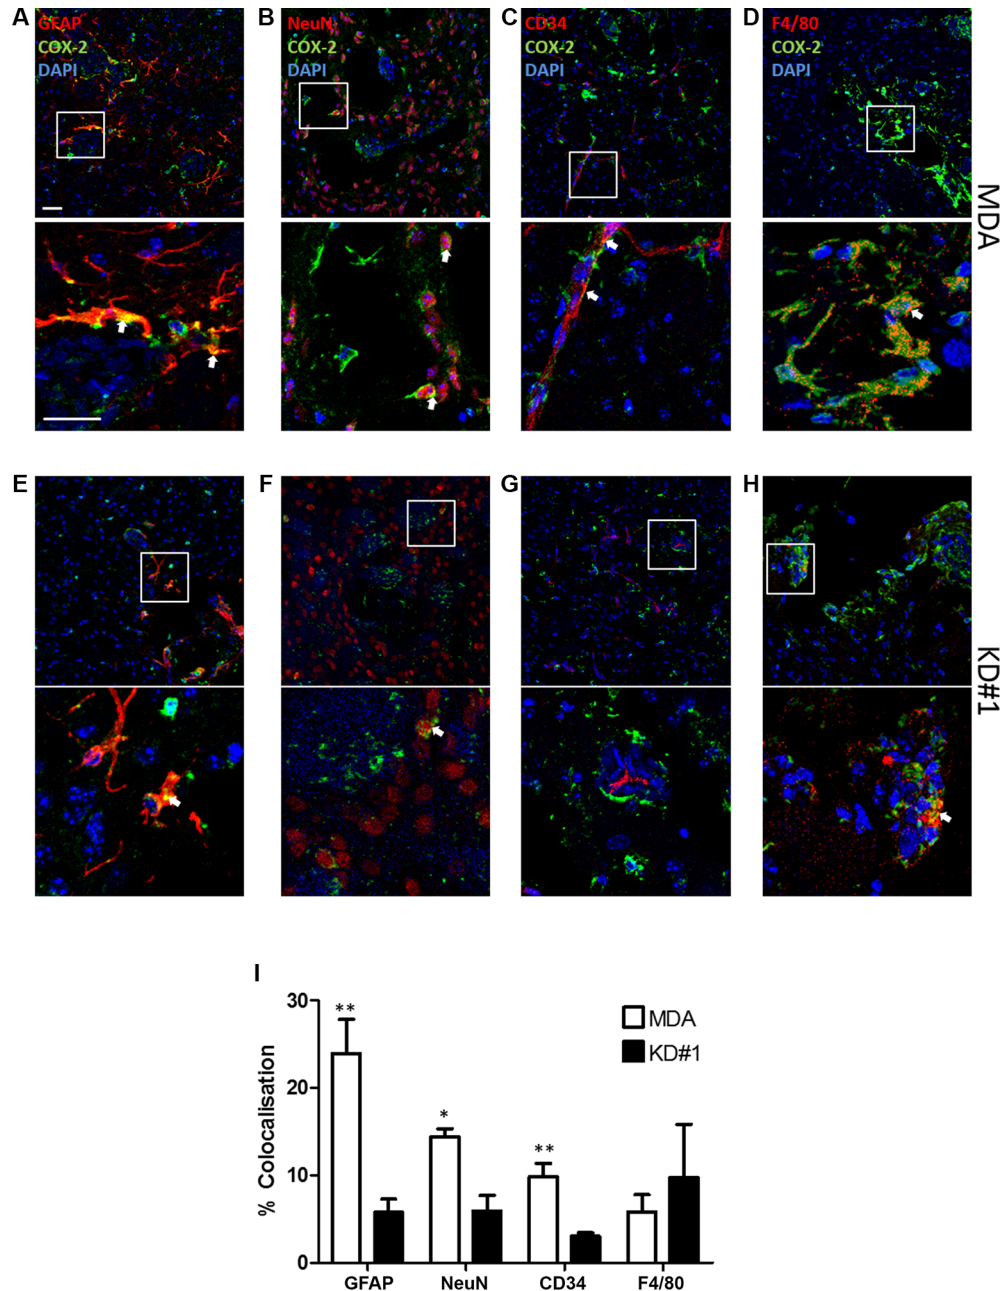 A
GFAP
COX-2
DAPI
B
NeuN
COX-2
DAPI
C
CD34
COX-2
DAPI
D
F4/80
COX-2
DAPI
MDA
E
F
G
H
KD#1
I
% Colocalisation
30
20
10
0
**
*
**
MDA
KD#1
GFAP
NeuN
CD34
F4/80